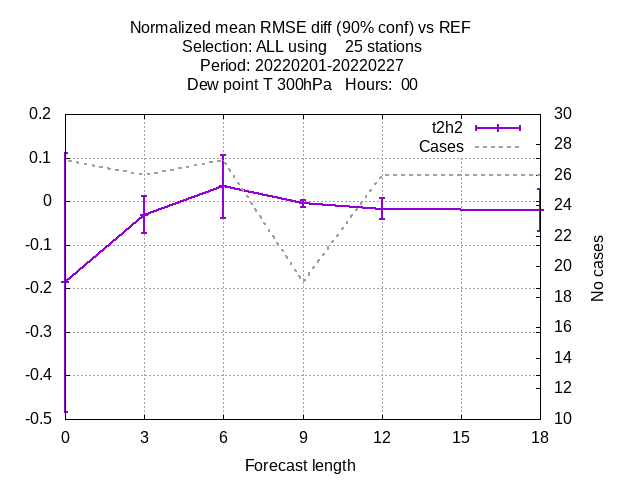 Normalized mean RMSE diff (90% conf) vs REF
Selection: ALL using    25 stations
Period: 20220201-20220227
Dew point T 300hPa   Hours:  00
t2h2
Cases
0.2
0.1
0
-0.1
-0.2
-0.3
-0.4
-0.5
30
28
26
24
22
20
18
16
14
12
10
No cases
0 3 6 9 12 15 18
Forecast length